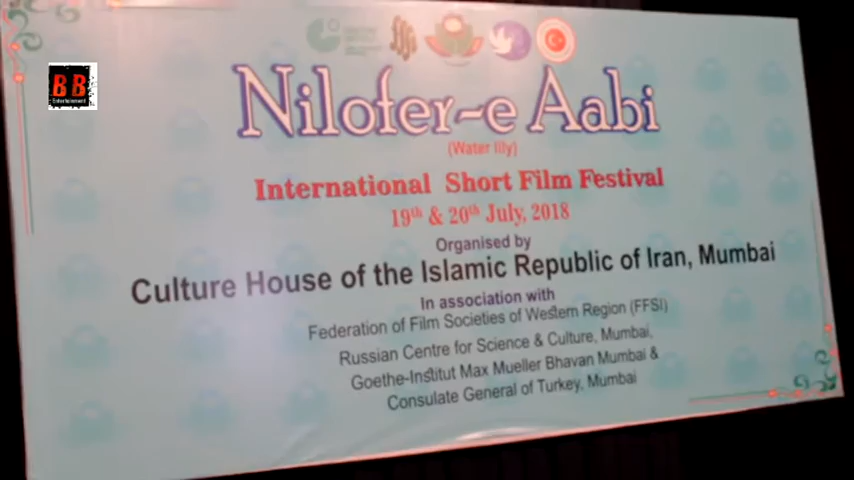 BB
Entertainment
Nilofer-e Aabi
(Water lily)
International Short Film Festival
19th & 20th July, 2018
Organised by
Culture House of the Islamic Republic of Iran, Mumbai
In association with
Federation of Film Societies of Western Region (FFSI)
Russian Centre for Science & Culture, Mumbai,
Goethe-Institut Max Mueller Bhavan Mumbai &
Consulate General of Turkey, Mumbai